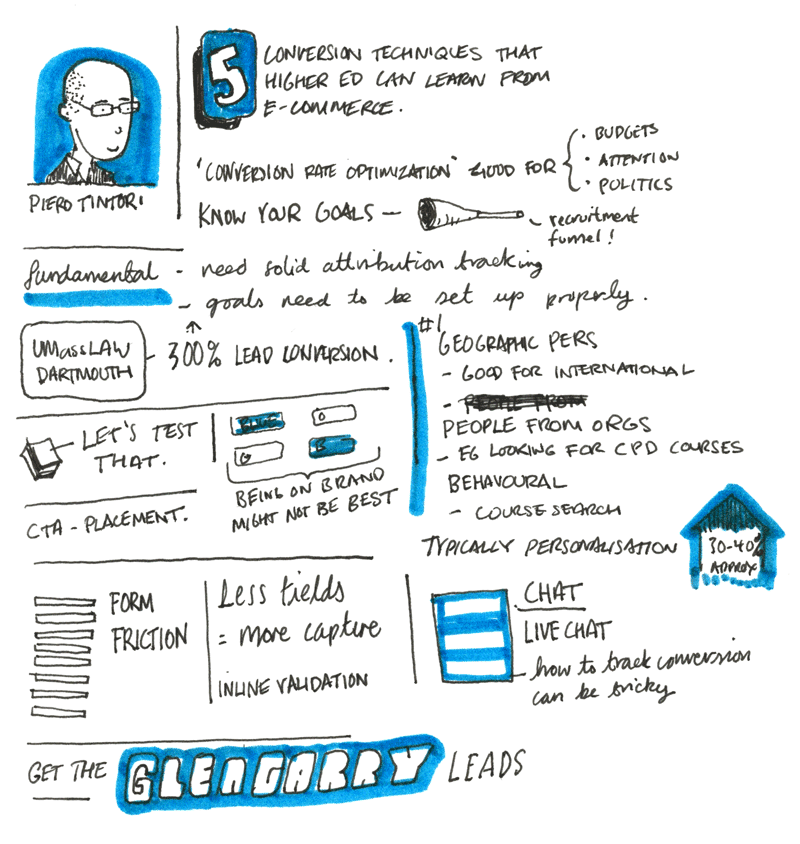 5
CONVERSION TECHNIQUES THAT
HIGHER ED CAN LEARN FROM
E-COMMERCE.
PIERO TINTORI
'CONVERSION RATE OPTIMIZATION" GOOD FOR
• BUDGETS
• ATTENTION
• POLITICS
KNOW YOUR GOALS —
recruitment
funnel!
fundamental - need solid attribution tracking
- goals need to be set up properly.
UMass LAW
DARTMOUTH
- 300% LEAD CONVERSION.
LET'S TEST
THAT.
BLUE
O
G
B
BEING ON BRAND
MIGHT NOT BE BEST
CTA - PLACEMENT.
#1
GEOGRAPHIC PERS
- GOOD FOR INTERNATIONAL
- PEOPLE FROM
PEOPLE FROM ORGS
- EG LOOKING FOR CPD COURSES
BEHAVOURAL
- COURSE SEARCH
TYPICALLY PERSONALISATION
30-40%
APPROX
FORM
FRICTION
Less fields
= more capture
INLINE VALIDATION
CHAT
LIVE CHAT
- how to track conversion
can be tricky
GET THE GLENGARRY LEADS